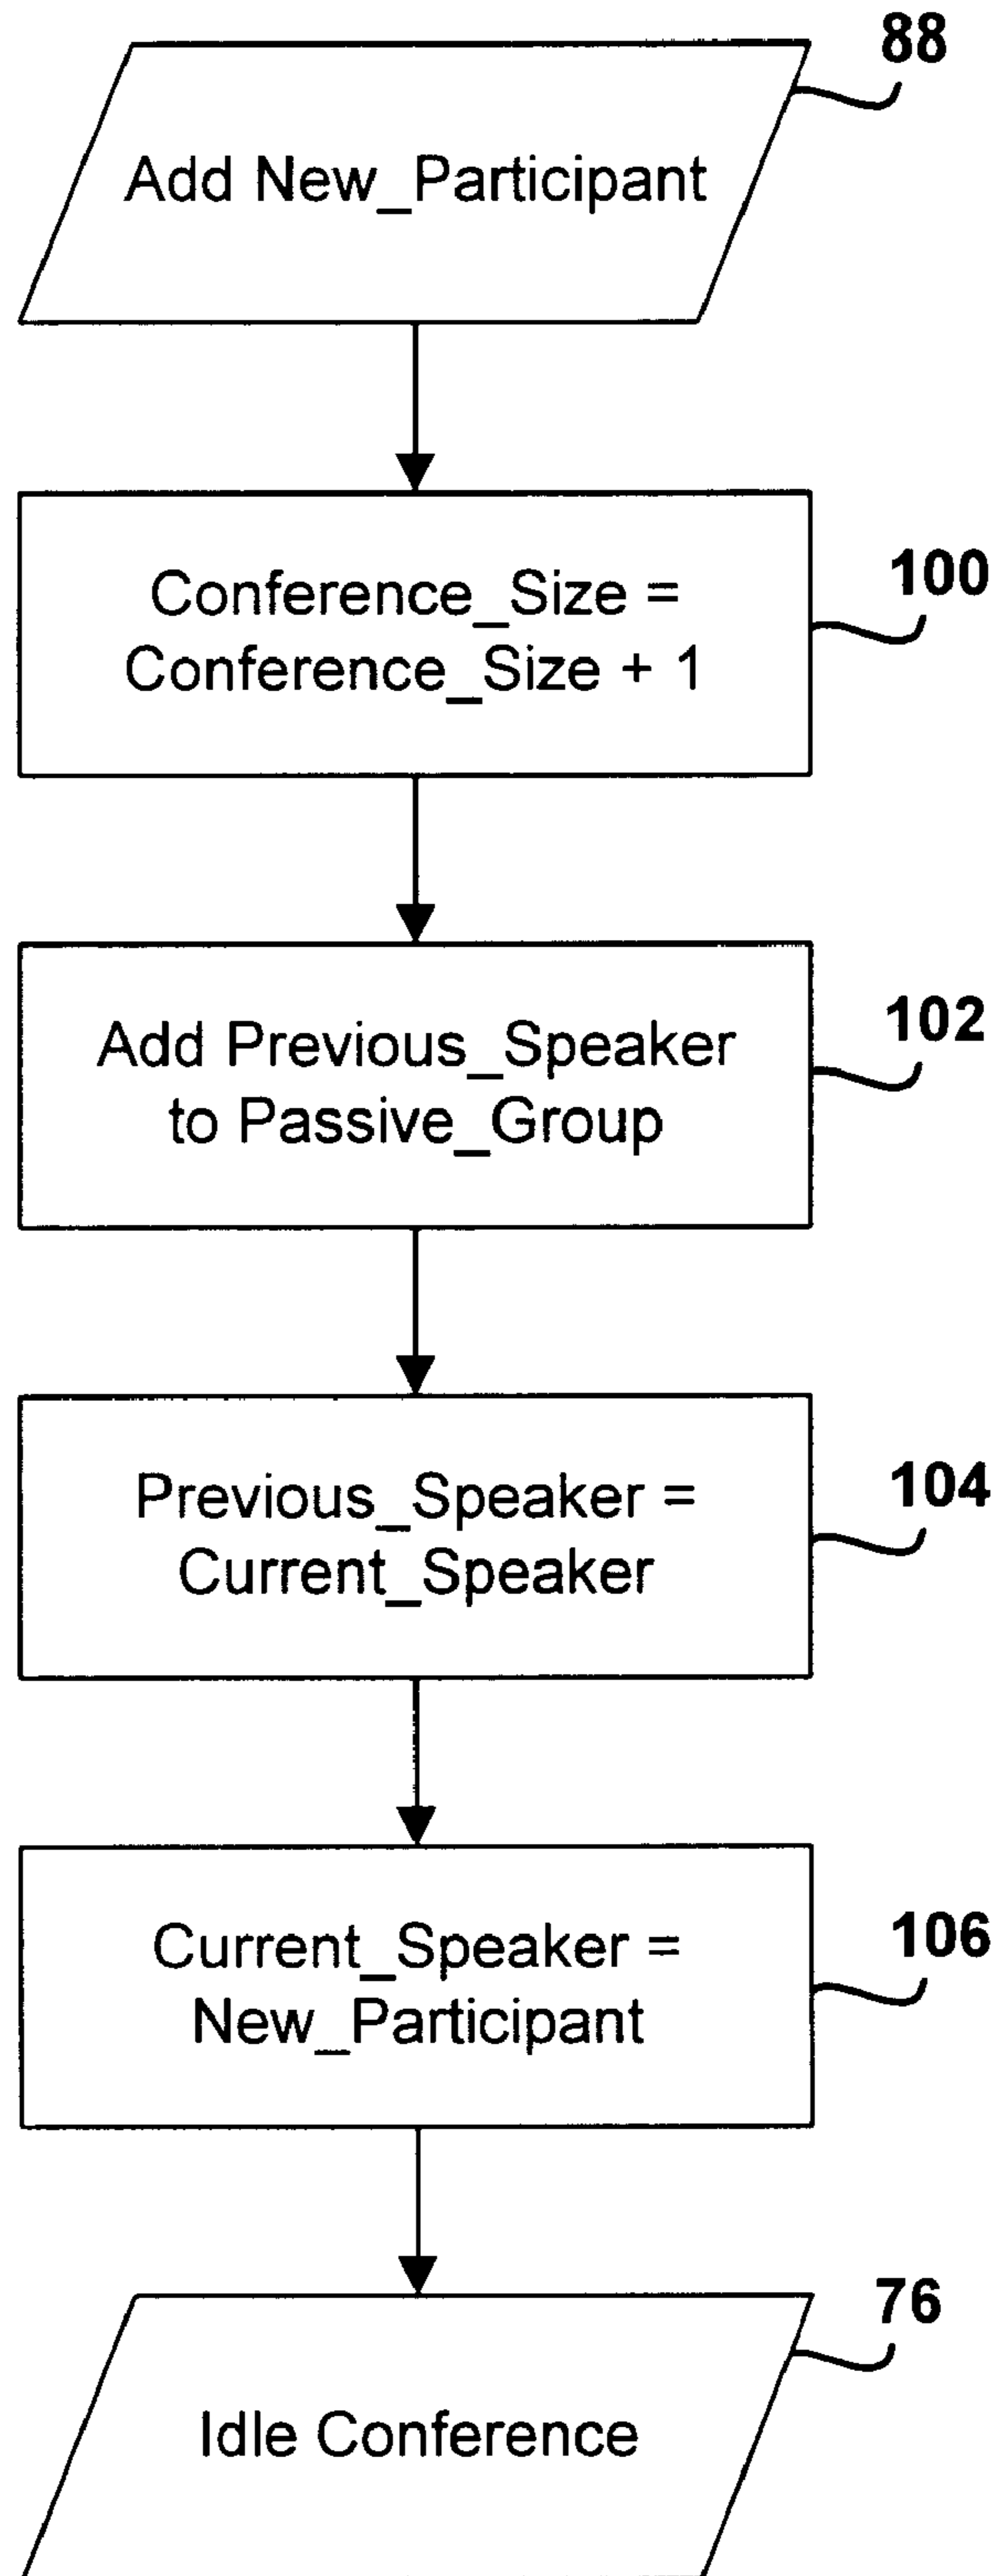 88
Add New_Participant
100
Conference_Size =
Conference_Size + 1
102
Add Previous_Speaker
to Passive_Group
104
Previous_Speaker =
Current_Speaker
106
Current_Speaker =
New_Participant
76
Idle Conference